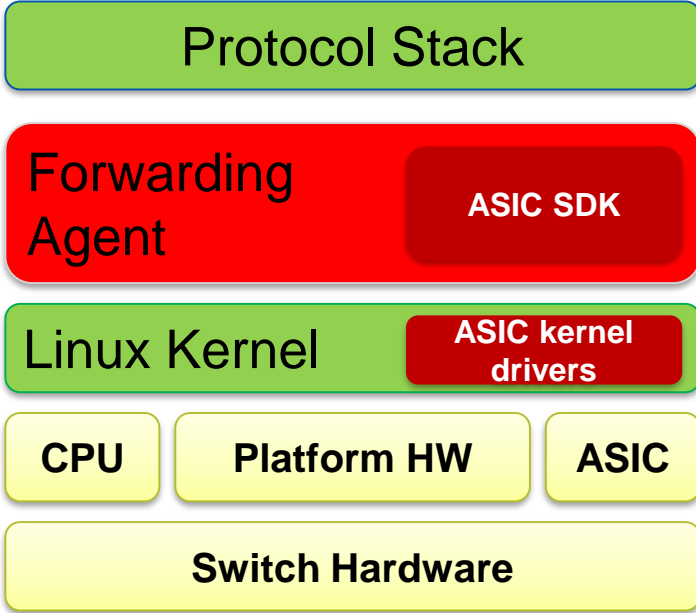 Protocol Stack
Forwarding
Agent
ASIC SDK
Linux Kernel
ASIC kernel
drivers
CPU
Platform HW
ASIC
Switch Hardware